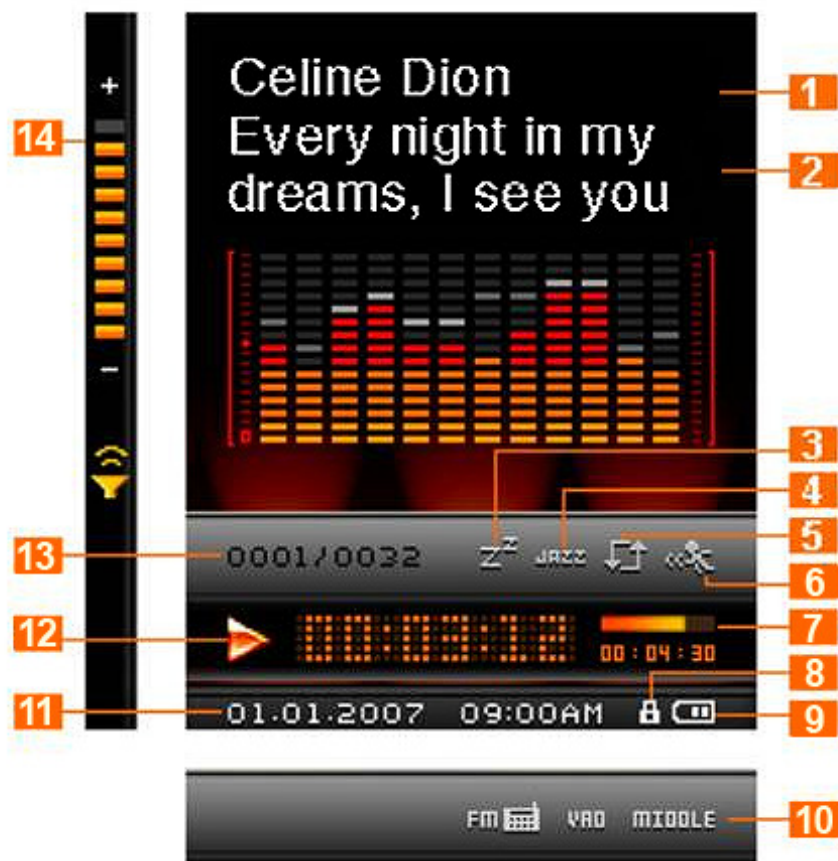 +
14
−
Celine Dion
1
Every night in my
2
dreams, I see you
3
4
5
6
13
0001/0032
zz
JAZZ
12
00:03:12
7
00:04:30
8
11
01.01.2007
09:00AM
9
FM
VAD
MIDDLE
10